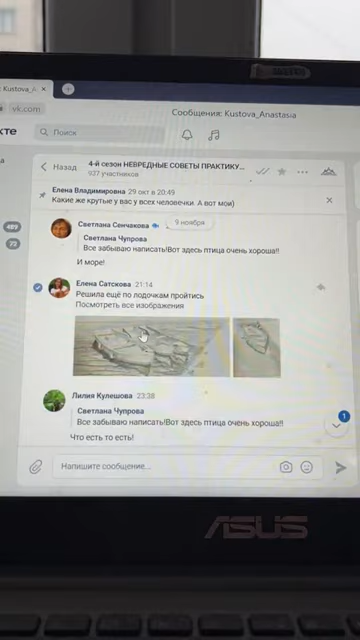 Kustova_A
vk.com
Сообщения: Kustova_Anastasia
кте
Поиск
Назад
4-й сезон НЕВРЕДНЫЕ СОВЕТЫ ПРАКТИКУ...
927 участников
Елена Владимировна 29 окт в 20:49
Какие же крутые у вас у всех человечки. А вот мои)
9 ноября
Светлана Сенчакова
Светлана Чупрова
Все забываю написать!Вот здесь птица очень хороша!!
И море!
Елена Сатскова 21:14
Решила ещё по лодочкам пройтись
Посмотреть все изображения
Лилия Кулешова 23:38
Светлана Чупрова
Все забываю написать!Вот здесь птица очень хороша!!
Что есть то есть!
1
Напишите сообщение...
ASUS